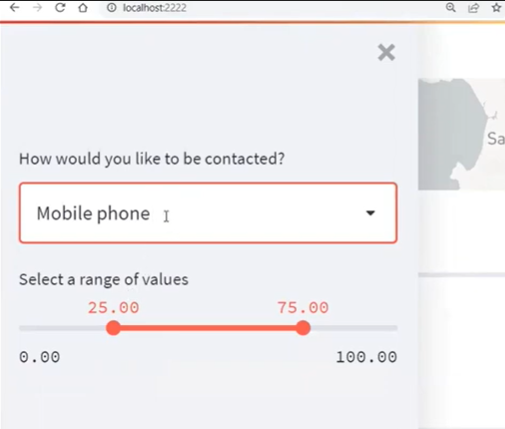 localhost:2222
How would you like to be contacted?
Mobile phone
Select a range of values
25.00 75.00
0.00 100.00
Sa